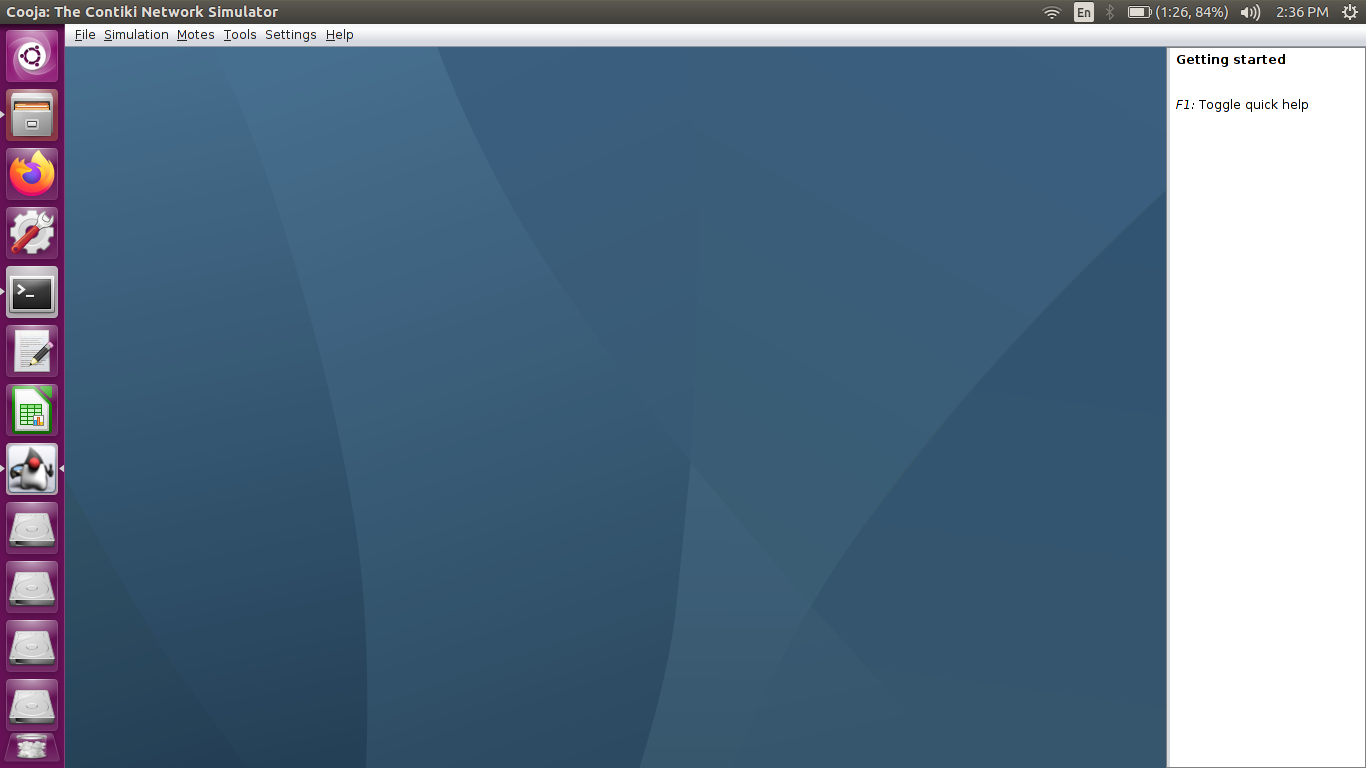 Cooja: The Contiki Network Simulator
En
(1:26, 84%)
2:36 PM
File Simulation Motes Tools Settings Help
Getting started
F1: Toggle quick help
>_